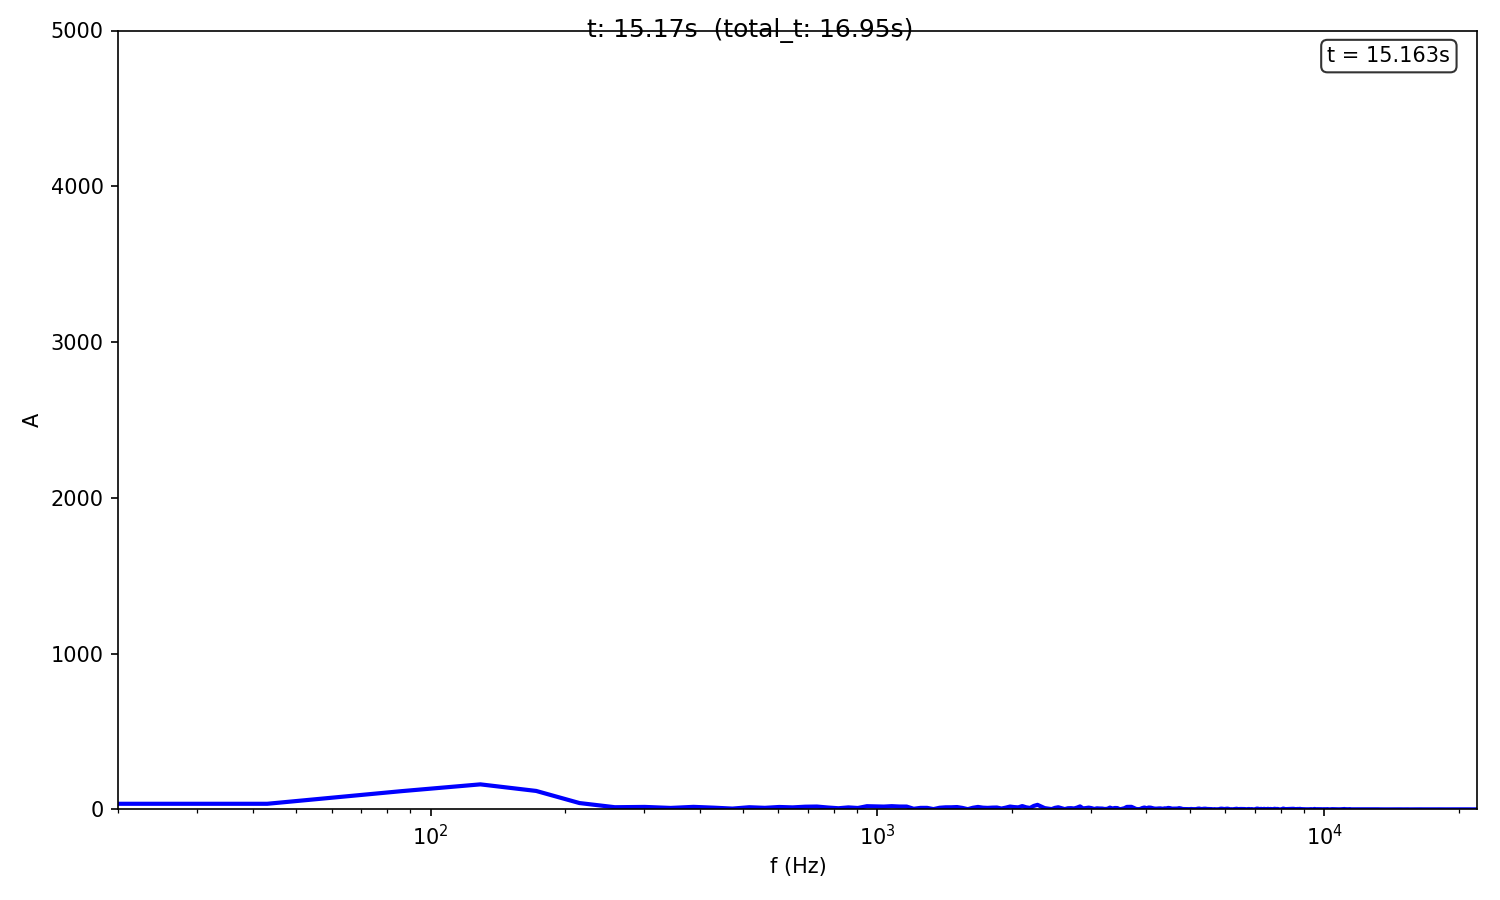 t: 15.17s  (total_t: 16.95s)
t = 15.163s
5000
4000
3000
2000
1000
0
A
10²
10³
10⁴
f (Hz)